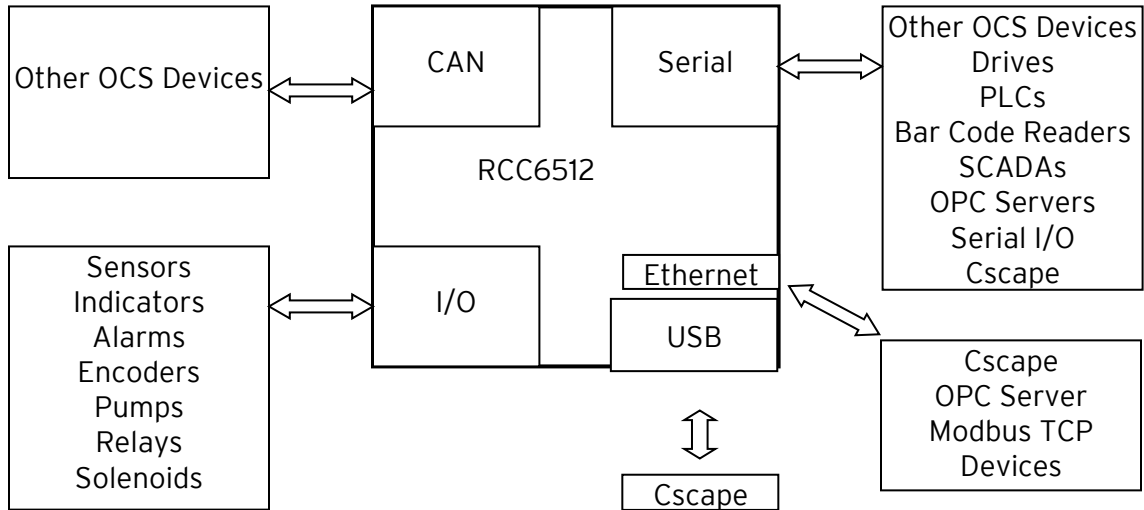 Other OCS Devices
CAN
Serial
RCC6512
I/O
Ethernet
USB
Other OCS Devices
Drives
PLCs
Bar Code Readers
SCADAs
OPC Servers
Serial I/O
Cscape
Sensors
Indicators
Alarms
Encoders
Pumps
Relays
Solenoids
Cscape
OPC Server
Modbus TCP
Devices
Cscape